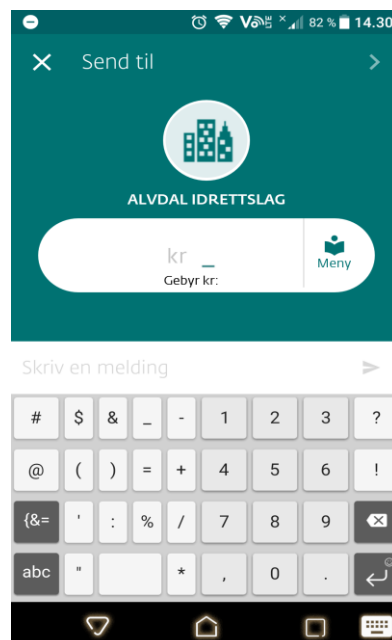 82 % 14.30
Send til
ALVDAL IDRETTSLAG
kr _
Meny
Gebyr kr:
Skriv en melding
# $ & _ - 1 2 3 ?
@ ( ) = + 4 5 6 !
{&= ' : % / 7 8 9
abc " * , 0 .